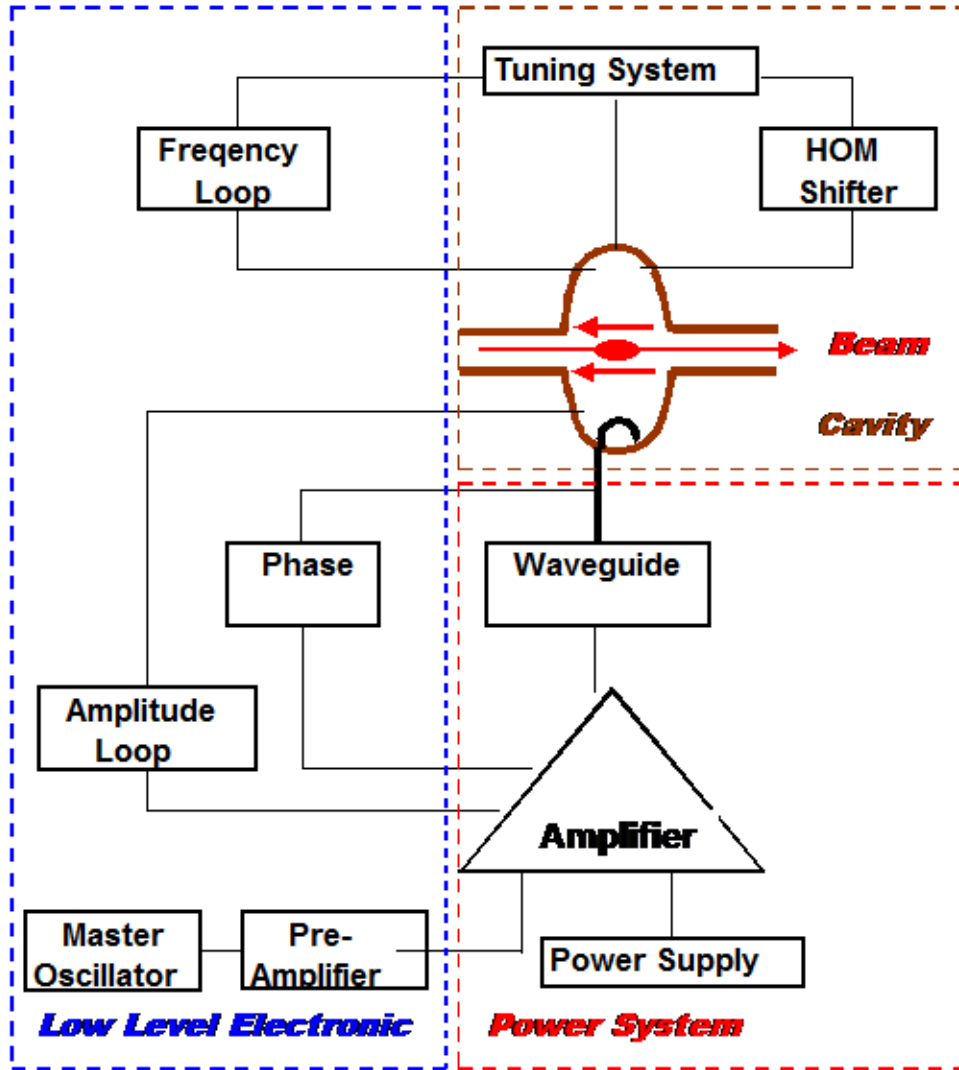 Tuning System
Freqency
Loop
HOM
Shifter
Beam
Cavity
Phase
Waveguide
Amplitude
Loop
Amplifier
Master
Oscillator
Pre-
Amplifier
Power Supply
Low Level Electronic
Power System